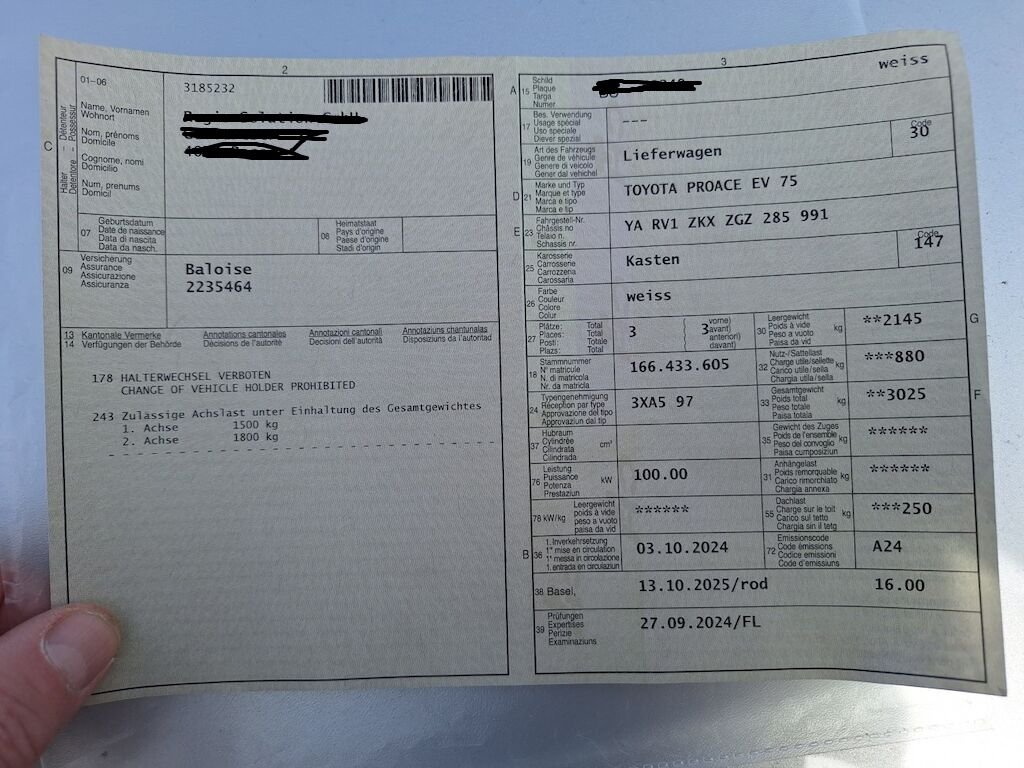 2
01-06
3185232
C
Halter – Détenteur
Detentore – Possessur
Name, Vornamen
Wohnort
Nom, prénoms
Domicile
Cognome, nomi
Domicilio
Num, prenums
Domicil
07
Geburtsdatum
Date de naissance
Data di nascita
Data da nasch.
08
Heimatstaat
Pays d'origine
Paese d'origine
Stadi d'origin
09
Versicherung
Assurance
Assicurazione
Assicuranza
Baloise
2235464
13 Kantonale Vermerke Annotations cantonales Annotazioni cantonali Annotaziuns chantunalas
14 Verfügungen der Behörde Décisions de l'autorité Decisioni dell'autorità Disposiziuns da l'autoritad
178 HALTERWECHSEL VERBOTEN
CHANGE OF VEHICLE HOLDER PROHIBITED
243 Zulässige Achslast unter Einhaltung des Gesamtgewichtes
1. Achse 1500 kg
2. Achse 1800 kg
3
weiss
A 15
Schild
Plaque
Targa
Numer
17
Bes. Verwendung
Usage spécial
Uso speciale
Diever spezial
---
Code
30
19
Art des Fahrzeugs
Genre de véhicule
Genere di veicolo
Gener dal vehichel
Lieferwagen
D 21
Marke und Typ
Marque et type
Marca e tipo
Marca e tip
TOYOTA PROACE EV 75
E 23
Fahrgestell-Nr.
Châssis no
Telaio n.
Schassis nr.
YA RV1 ZKX ZGZ 285 991
Code
147
25
Karosserie
Carrosserie
Carrozzeria
Carossaria
Kasten
26
Farbe
Couleur
Colore
Colur
weiss
27
Plätze: Total
Places: Total
Posti: Totale
Plazs: Total
3
( 3
vorne)
avant)
anteriori)
davant)
30
Leergewicht
Poids à vide
Peso a vuoto
Paisa da vid
kg
**2145
G
18
Stammnummer
N° matricule
N. di matricola
Nr. da matricla
166.433.605
32
Nutz-/Sattellast
Charge utile/sellette
Carico utile/sella
Chargia utila/sella
kg
***880
24
Typengenehmigung
Réception par type
Approvazione del tipo
Approvaziun dal tip
3XA5 97
33
Gesamtgewicht
Poids total
Peso totale
Paisa totala
kg
**3025
F
37
Hubraum
Cylindrée
Cilindrata
Cilindrada
cm³
35
Gewicht des Zuges
Poids de l'ensemble
Peso del convoglio
Paisa cumposiziun
kg
******
76
Leistung
Puissance
Potenza
Prestaziun
kW
100.00
31
Anhängelast
Poids remorquable
Carico rimorchiato
Chargia annexa
kg
******
78 kW/kg
Leergewicht
poids à vide
peso a vuoto
paisa da vid
******
55
Dachlast
Charge sur le toit
Carico sul tetto
Chargia sin il tetg
kg
***250
B 36
1. Inverkehrsetzung
1re mise en circulation
1a messa in circolazione
1. entrada en circulaziun
03.10.2024
72
Emissionscode
Code émissions
Codice emissioni
Code d'emissiuns
A24
38 Basel, 13.10.2025/rod 16.00
39
Prüfungen
Expertises
Perizie
Examinaziuns
27.09.2024/FL